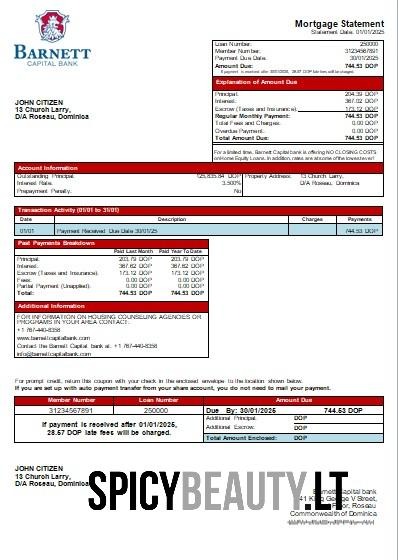 BARNETT
CAPITAL BANK
Mortgage Statement
Statement Date: 01/01/2025
Loan Number: 250000
Member Number: 31234567891
Payment Due Date: 30/01/2025
Amount Due: 744.53 DOP
If payment is received after 30/01/2025, 28.57 DOP late fee will be charged.
Explanation of Amount Due
Principal: 204.39 DOP
Interest: 367.02 DOP
Escrow (Taxes and Insurance): 173.12 DOP
Regular Monthly Payment: 744.53 DOP
Total Fees and Charges: 0.00 DOP
Overdue Payment: 0.00 DOP
Total Amount Due: 744.53 DOP
JOHN CITIZEN
13 Church Larry,
D/A Roseau, Dominica
For a limited time, Barnett Capital bank is offering NO CLOSING COSTS
on Home Equity Loans. In addition, rates are at some of the lowest ever!
Account Information
Outstanding Principal: 125,835.84 DOP Property Address: 13 Church Larry,
Interest Rate: 3.500% D/A Roseau, Dominica
Prepayment Penalty: No
Transaction Activity (01/01 to 31/01)
Date Description Charges Payments
01/01 Payment Received Due Date 30/01/25 744.53 DOP
Past Payments Breakdown
Paid Last Month Paid Year To Date
Principal: 203.79 DOP 203.79 DOP
Interest: 367.62 DOP 367.62 DOP
Escrow (Taxes and Insurance): 173.12 DOP 173.12 DOP
Fees: 0.00 DOP 0.00 DOP
Partial Payment (Unapplied): 0.00 DOP 0.00 DOP
Total: 744.53 DOP 744.53 DOP
Additional Information
FOR INFORMATION ON HOUSING COUNSELING AGENCIES OR
PROGRAMS IN YOUR AREA CONTACT:
+1 767-440-8358
www.barnettcapitalbank.com
Contact the Barnett Capital bank at: +1 767-440-8358
info@barnettcapitalbank.com
For prompt credit, return this coupon with your check in the enclosed envelope to the location shown below.
If you are set up with auto payment transfer from your share account, you do not need to mail your payment.
Member Number Loan Number Amount Due
31234567891 250000 Due By: 30/01/2025 744.53 DOP
If payment is received after 01/01/2025,
28.57 DOP late fees will be charged.
Additional Principal: DOP
Additional Escrow: DOP
Total Amount Enclosed: DOP
JOHN CITIZEN
13 Church Larry,
D/A Roseau, Dominica
SPICYBEAUTY.LT
Barnett Capital bank
41 King George V Street,
Floor, Roseau
Commonwealth of Dominica